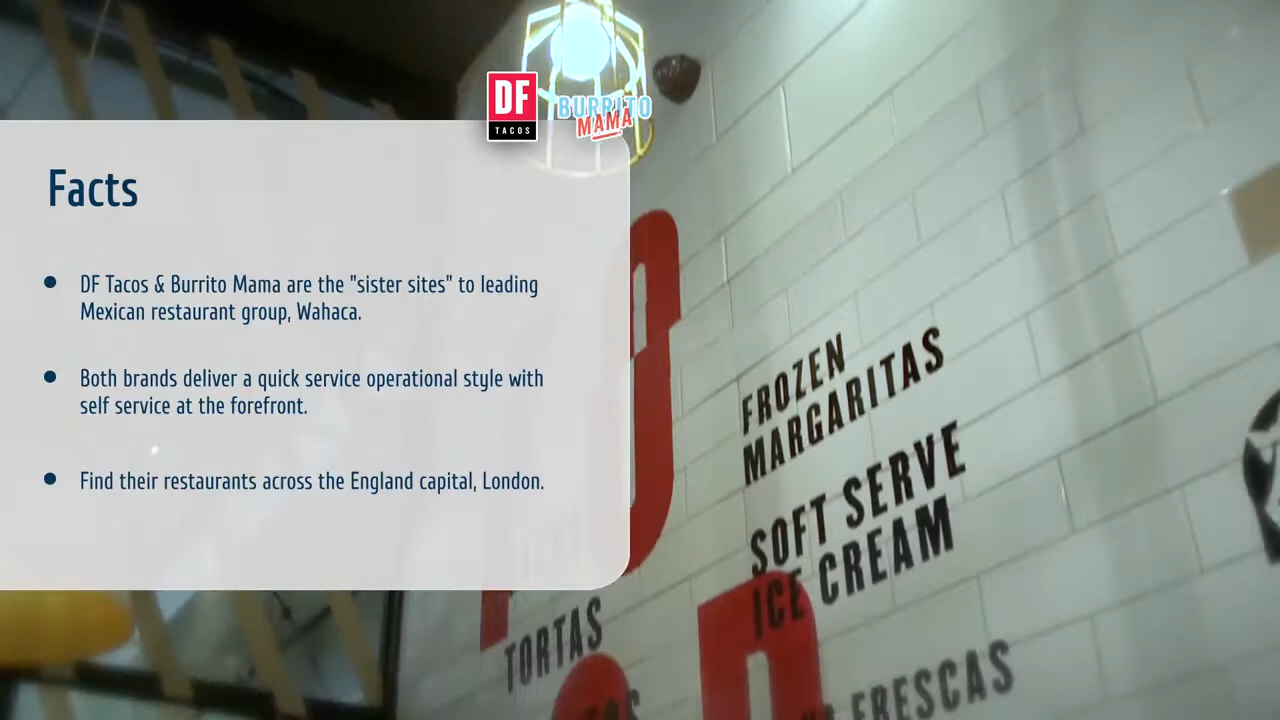 DF
TACOS
BURRITO
MAMA
Facts
DF Tacos & Burrito Mama are the "sister sites" to leading
Mexican restaurant group, Wahaca.
Both brands deliver a quick service operational style with
self service at the forefront.
Find their restaurants across the England capital, London.
FROZEN
MARGARITAS
SOFT SERVE
ICE CREAM
TORTAS
FRESCAS